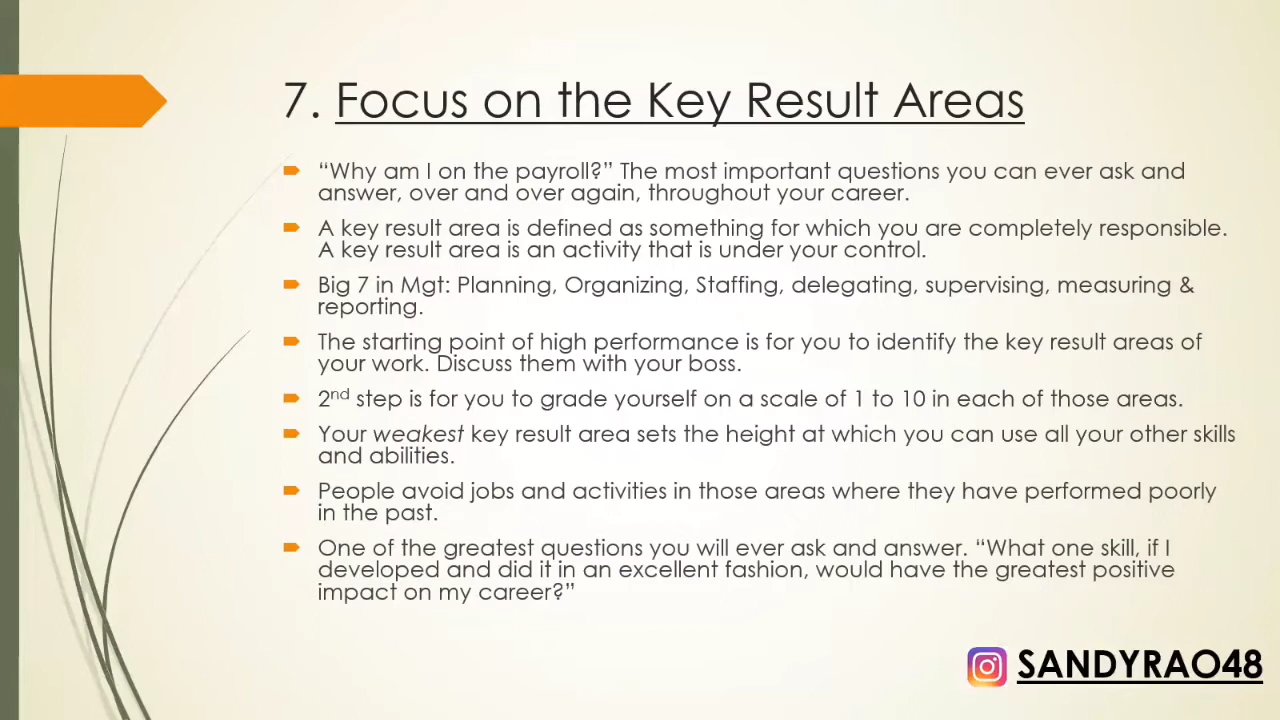 7. Focus on the Key Result Areas
“Why am I on the payroll?” The most important questions you can ever ask and
answer, over and over again, throughout your career.
A key result area is defined as something for which you are completely responsible.
A key result area is an activity that is under your control.
Big 7 in Mgt: Planning, Organizing, Staffing, delegating, supervising, measuring &
reporting.
The starting point of high performance is for you to identify the key result areas of
your work. Discuss them with your boss.
2nd step is for you to grade yourself on a scale of 1 to 10 in each of those areas.
Your weakest key result area sets the height at which you can use all your other skills
and abilities.
People avoid jobs and activities in those areas where they have performed poorly
in the past.
One of the greatest questions you will ever ask and answer. “What one skill, if I
developed and did it in an excellent fashion, would have the greatest positive
impact on my career?”
SANDYRAO48